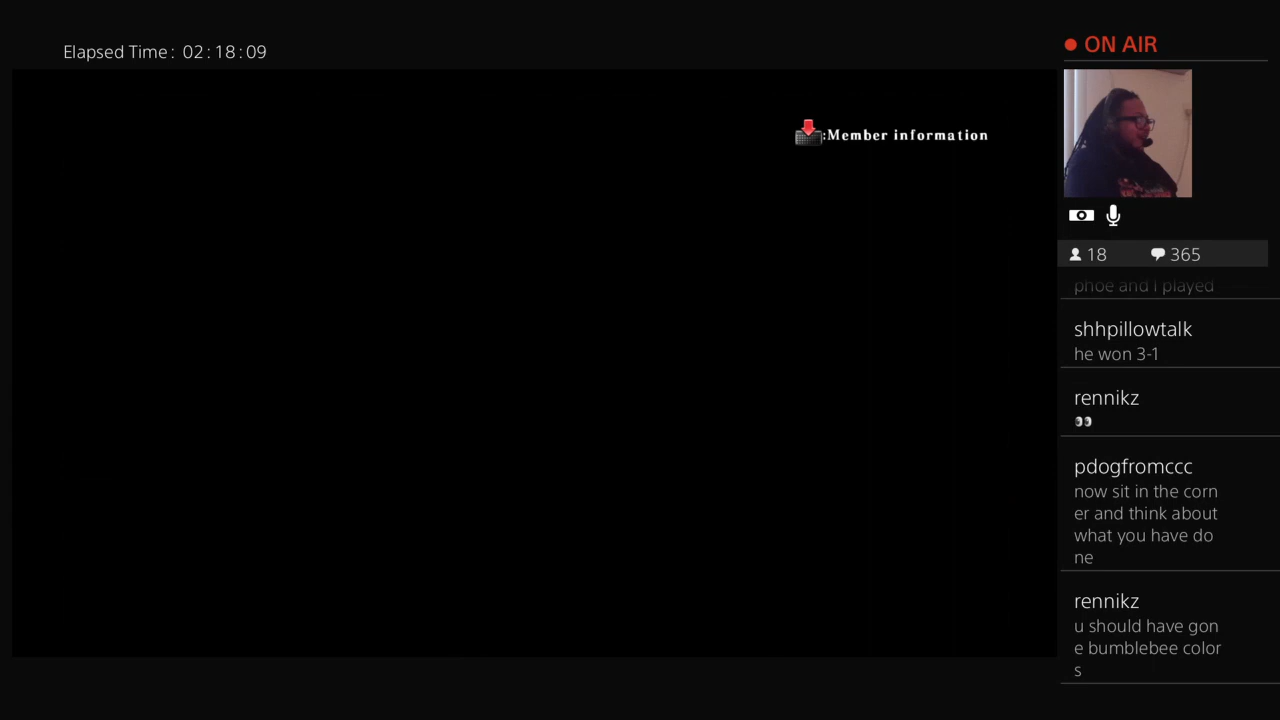 Elapsed Time: 02:18:09
ON AIR
:Member information
18 365
phoe and i played
shhpillowtalk
he won 3-1
rennikz
👀
pdogfromccc
now sit in the corn
er and think about
what you have do
ne
rennikz
u should have gon
e bumblebee color
s